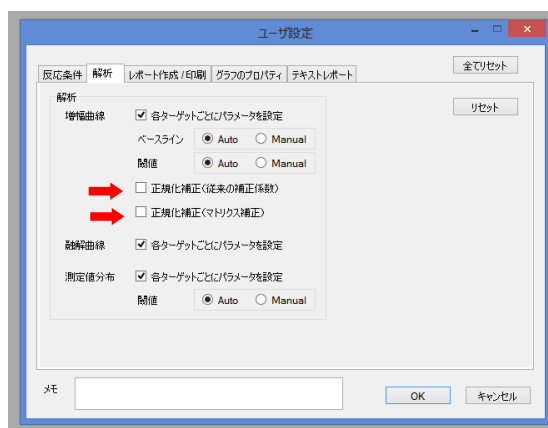 ユーザ設定
反応条件 解析 レポート作成/印刷 グラフのプロパティ テキストレポート
全てリセット
リセット
解析
増幅曲線 各ターゲットごとにパラメータを設定
ベースライン Auto Manual
閾値 Auto Manual
正規化補正(従来の補正係数)
正規化補正(マトリクス補正)
融解曲線 各ターゲットごとにパラメータを設定
測定値分布 各ターゲットごとにパラメータを設定
閾値 Auto Manual
メモ
OK キャンセル